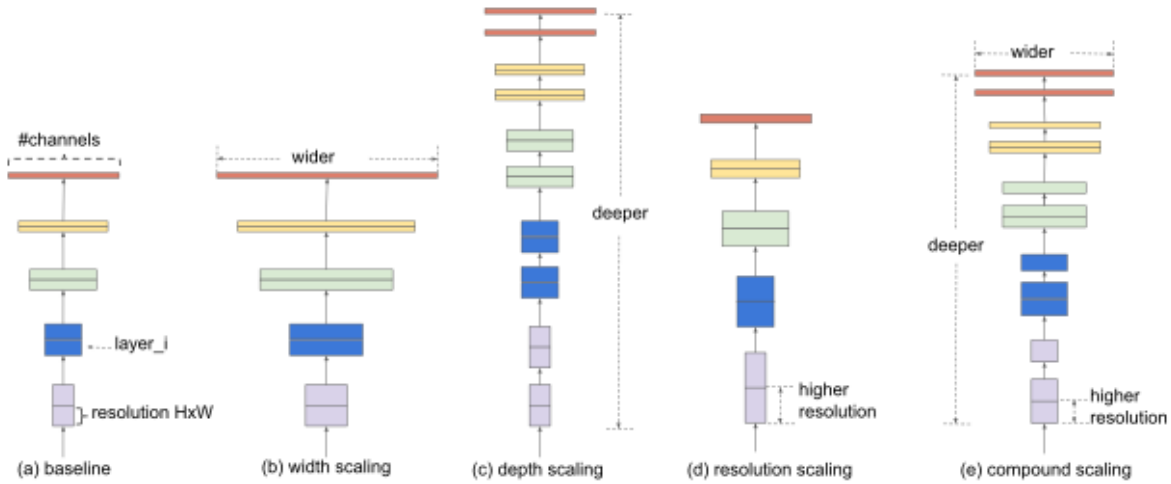 #channels
layer_i
resolution HxW
(a) baseline
wider
(b) width scaling
deeper
(c) depth scaling
higher
resolution
(d) resolution scaling
wider
deeper
higher
resolution
(e) compound scaling